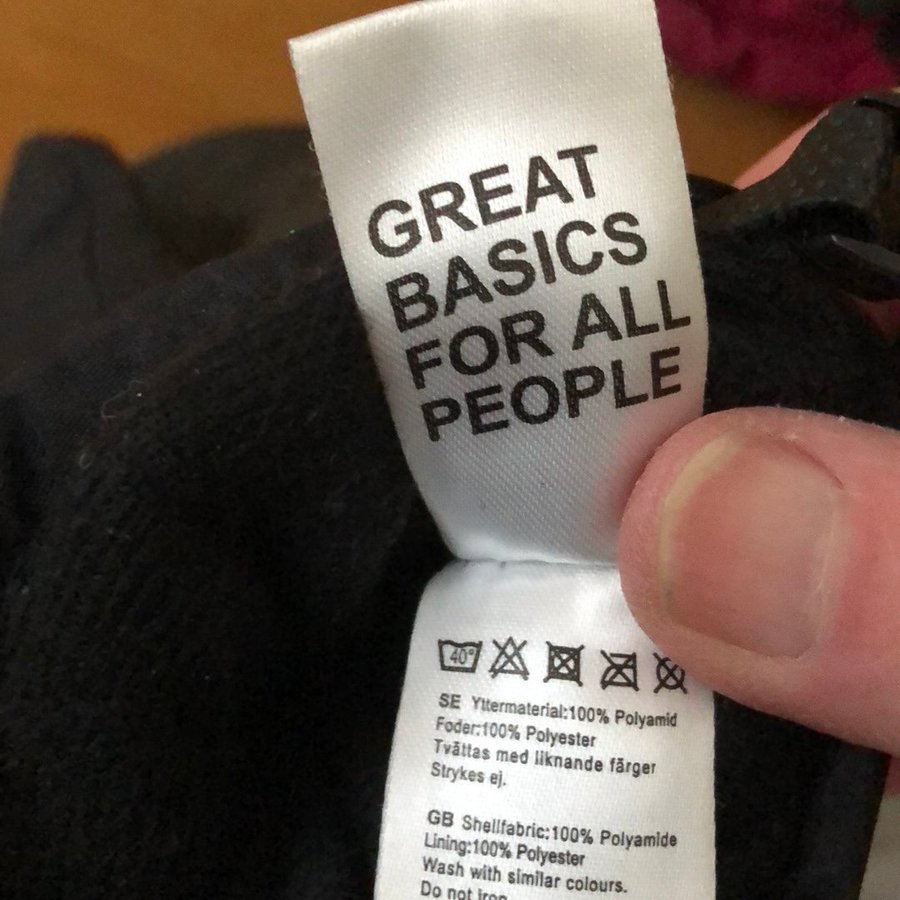 GREAT
BASICS
FOR ALL
PEOPLE
40°
SE Yttermaterial:100% Polyamid
Foder:100% Polyester
Tvättas med liknande färger
Strykes ej.
GB Shellfabric:100% Polyamide
Lining:100% Polyester
Wash with similar colours.
Do not iron